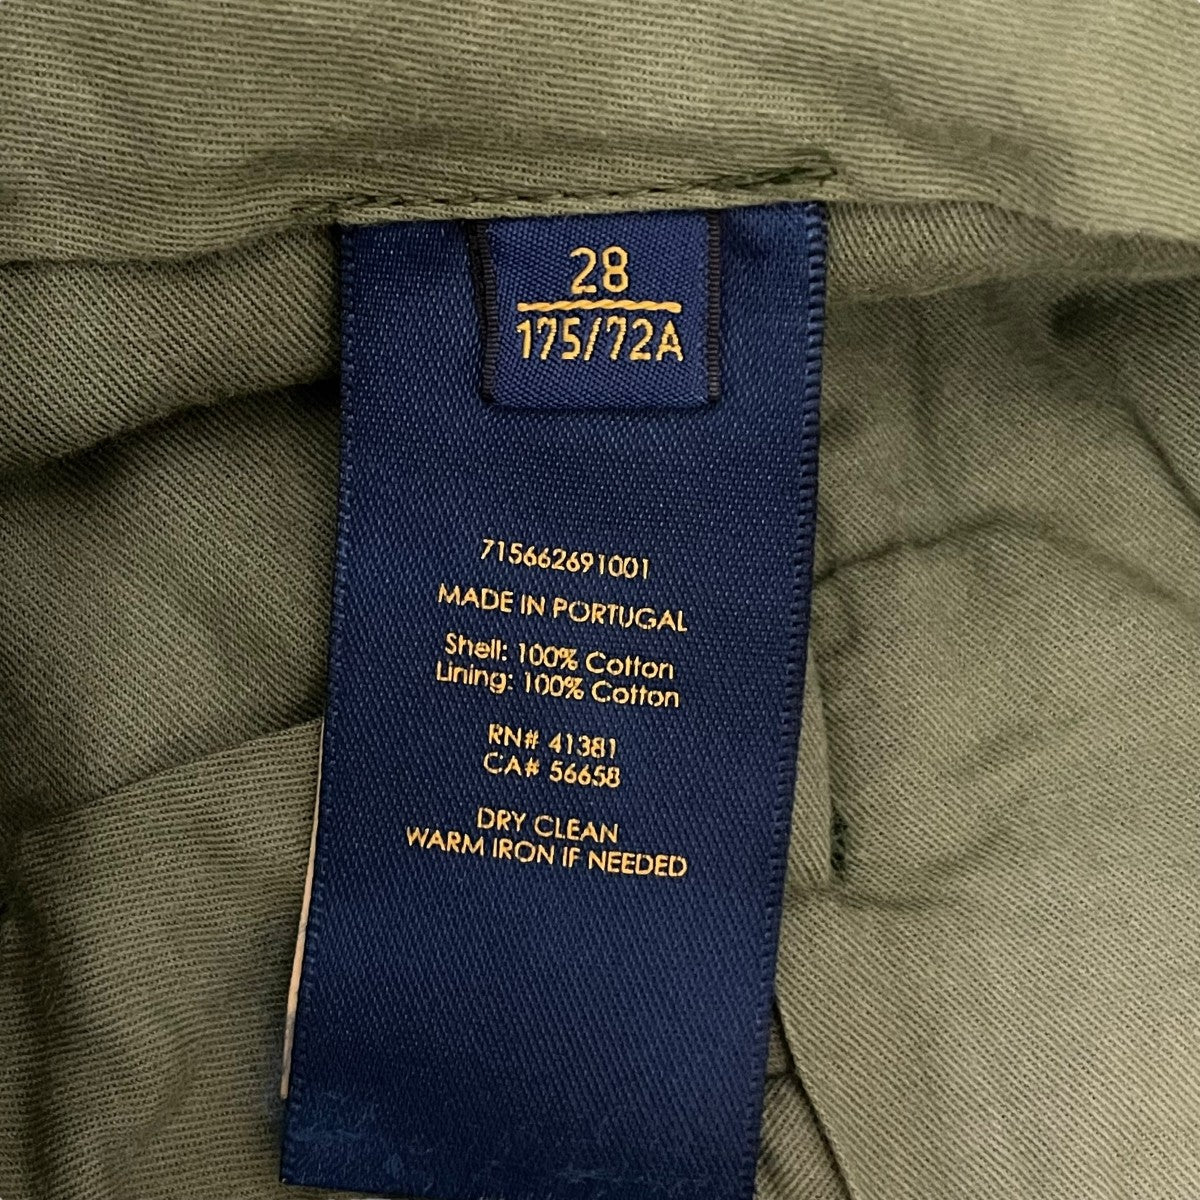 28
175/72A
715662691001
MADE IN PORTUGAL
Shell: 100% Cotton
Lining: 100% Cotton
RN# 41381
CA# 56658
DRY CLEAN
WARM IRON IF NEEDED